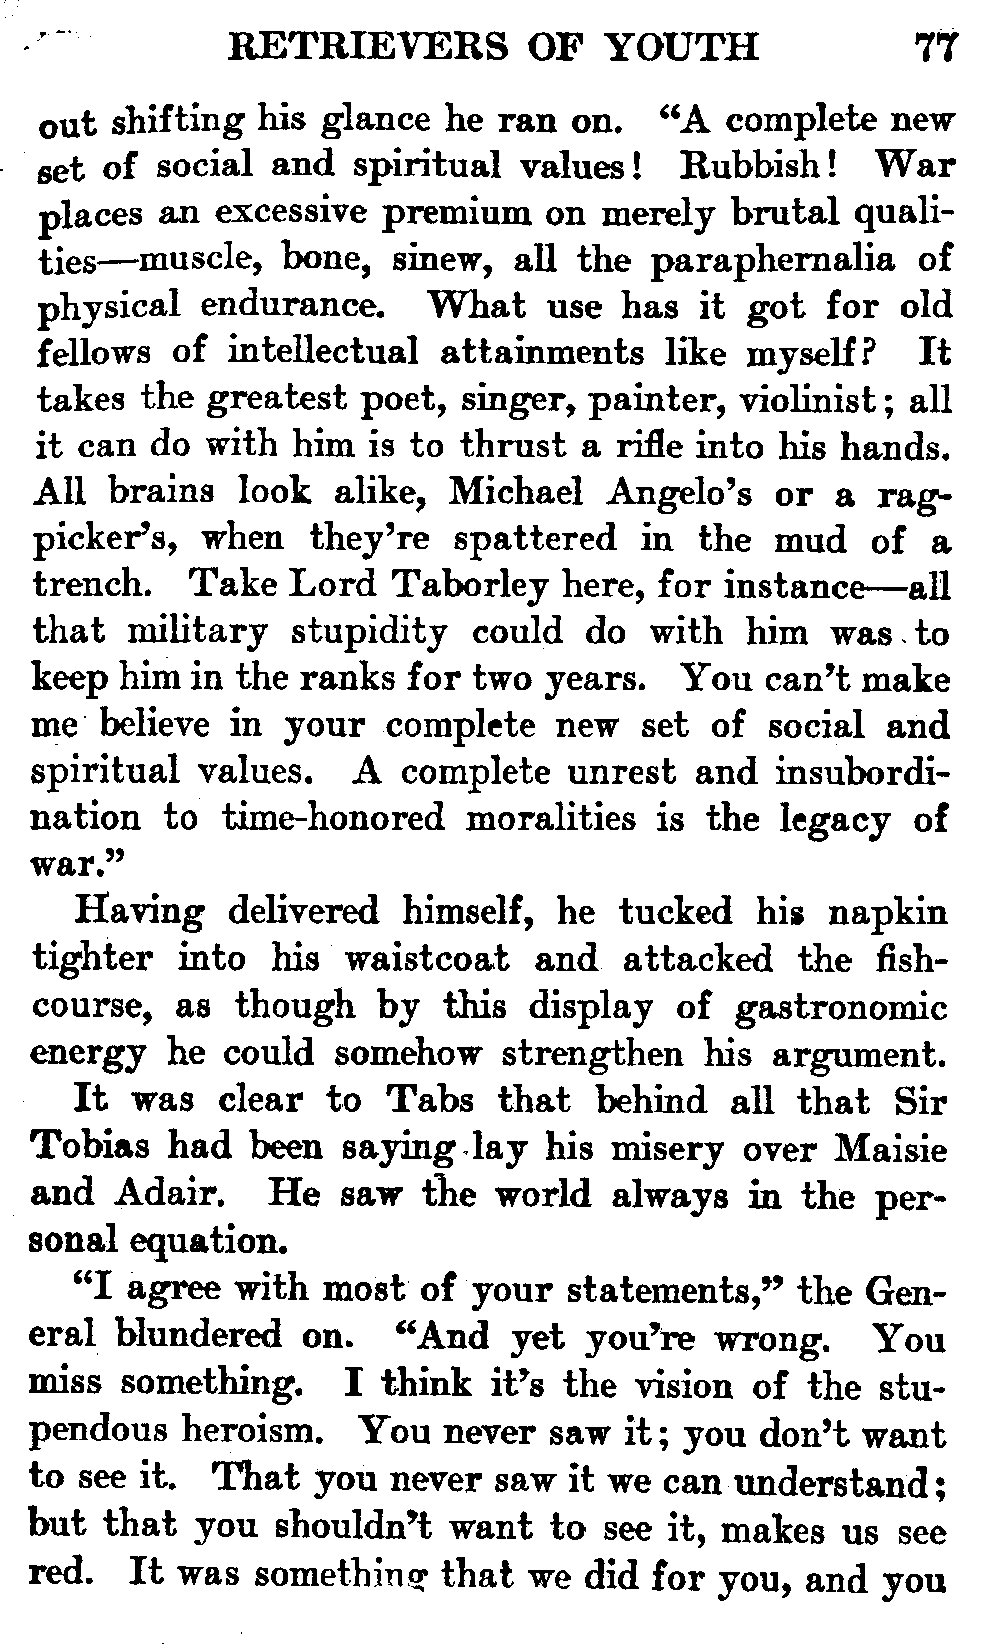 RETRIEVERS OF YOUTH 77
out shifting his glance he ran on. “A complete new
set of social and spiritual values! Rubbish! War
places an excessive premium on merely brutal quali-
ties—muscle, bone, sinew, all the paraphernalia of
physical endurance. What use has it got for old
fellows of intellectual attainments like myself? It
takes the greatest poet, singer, painter, violinist; all
it can do with him is to thrust a rifle into his hands.
All brains look alike, Michael Angelo’s or a rag-
picker’s, when they’re spattered in the mud of a
trench. Take Lord Taborley here, for instance—all
that military stupidity could do with him was to
keep him in the ranks for two years. You can’t make
me believe in your complete new set of social and
spiritual values. A complete unrest and insubordi-
nation to time-honored moralities is the legacy of
war.”
Having delivered himself, he tucked his napkin
tighter into his waistcoat and attacked the fish-
course, as though by this display of gastronomic
energy he could somehow strengthen his argument.
It was clear to Tabs that behind all that Sir
Tobias had been saying lay his misery over Maisie
and Adair. He saw the world always in the per-
sonal equation.
“I agree with most of your statements,” the Gen-
eral blundered on. “And yet you’re wrong. You
miss something. I think it’s the vision of the stu-
pendous heroism. You never saw it; you don’t want
to see it. That you never saw it we can understand;
but that you shouldn’t want to see it, makes us see
red. It was something that we did for you, and you